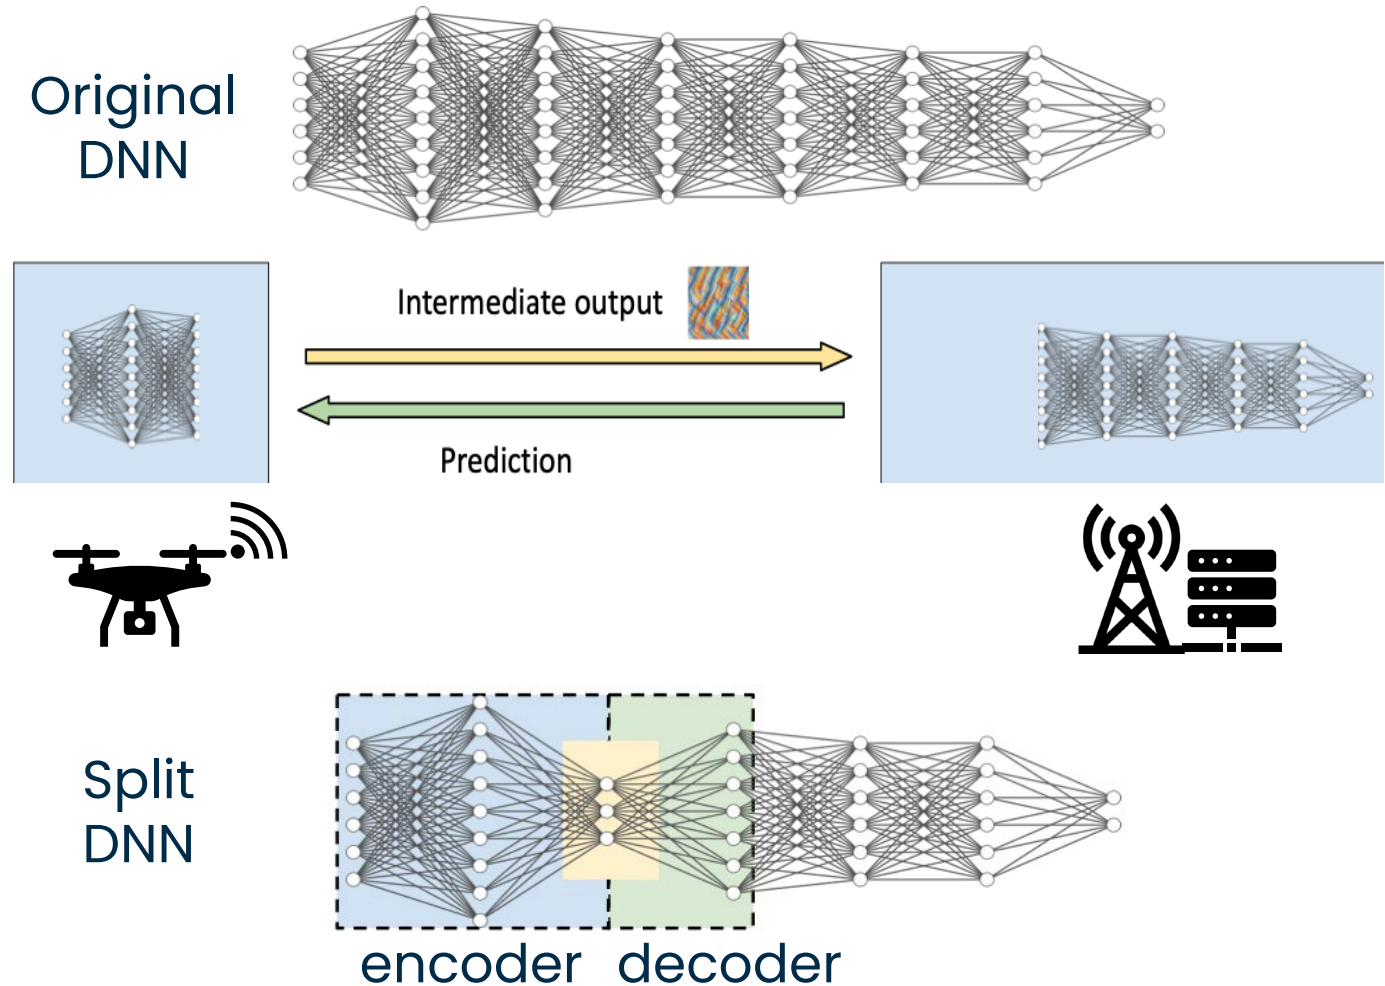 Original
DNN
Intermediate output
Prediction
Split
DNN
encoder decoder